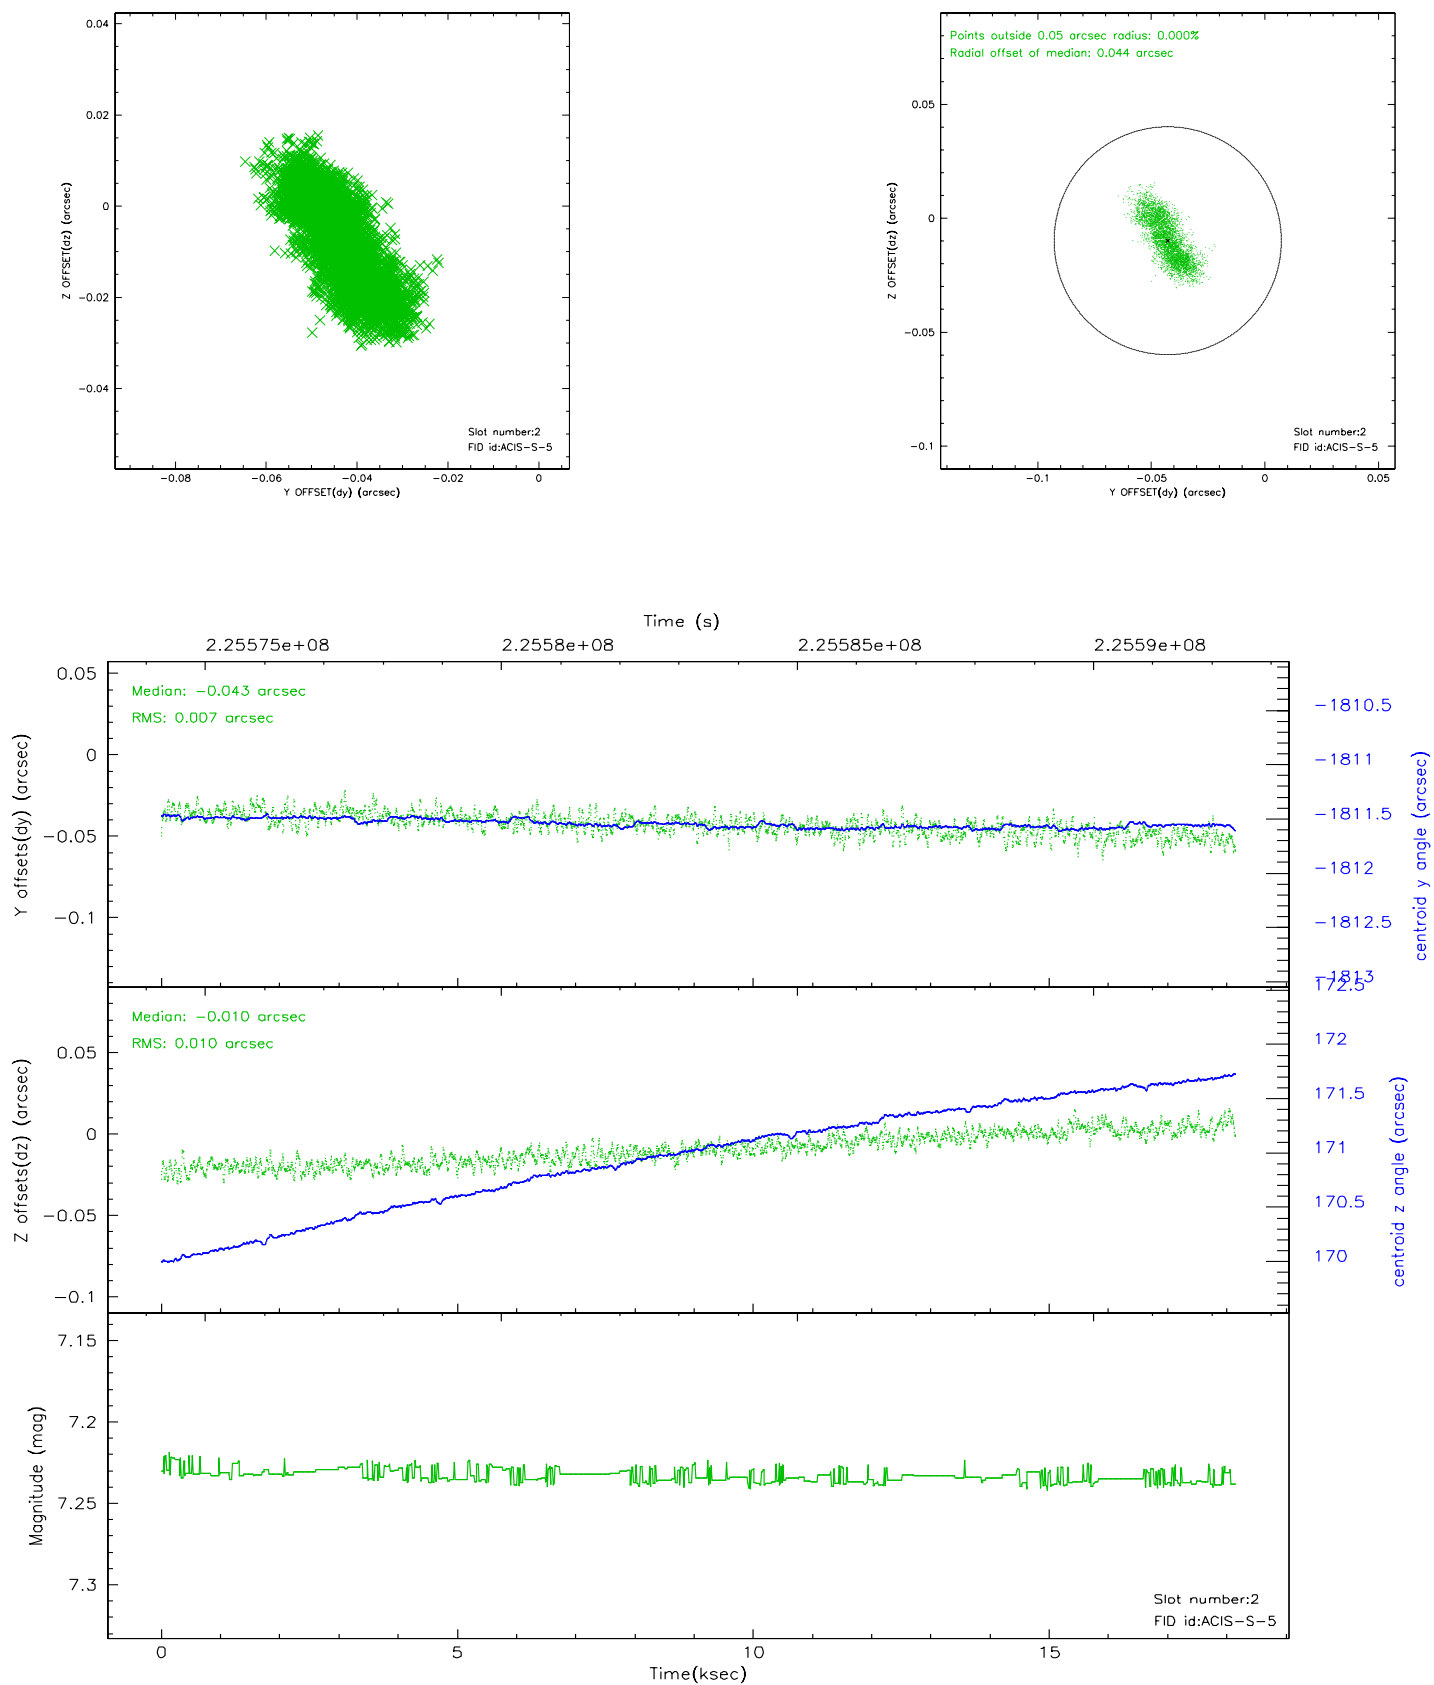 0.04
0.02
0
-0.02
-0.04
Z OFFSET(dz) (arcsec)
Slot number:2
FID id:ACIS-S-5
-0.08 -0.06 -0.04 -0.02 0
Y OFFSET(dy) (arcsec)
Points outside 0.05 arcsec radius: 0.000%
Radial offset of median: 0.044 arcsec
0.05
0
-0.05
-0.1
Z OFFSET(dz) (arcsec)
Slot number:2
FID id:ACIS-S-5
-0.1 -0.05 0 0.05
Y OFFSET(dy) (arcsec)
Time (s)
2.25575e+08 2.2558e+08 2.25585e+08 2.2559e+08
Median: -0.043 arcsec
RMS: 0.007 arcsec
0.05
0
-0.05
-0.1
Y offsets(dy) (arcsec)
-1810.5
-1811
-1811.5
-1812
-1812.5
-1813
centroid y angle (arcsec)
Median: -0.010 arcsec
RMS: 0.010 arcsec
0.05
0
-0.05
-0.1
Z offsets(dz) (arcsec)
172.5
172
171.5
171
170.5
170
centroid z angle (arcsec)
7.15
7.2
7.25
7.3
Magnitude (mag)
Slot number:2
FID id:ACIS-S-5
0 5 10 15
Time(ksec)